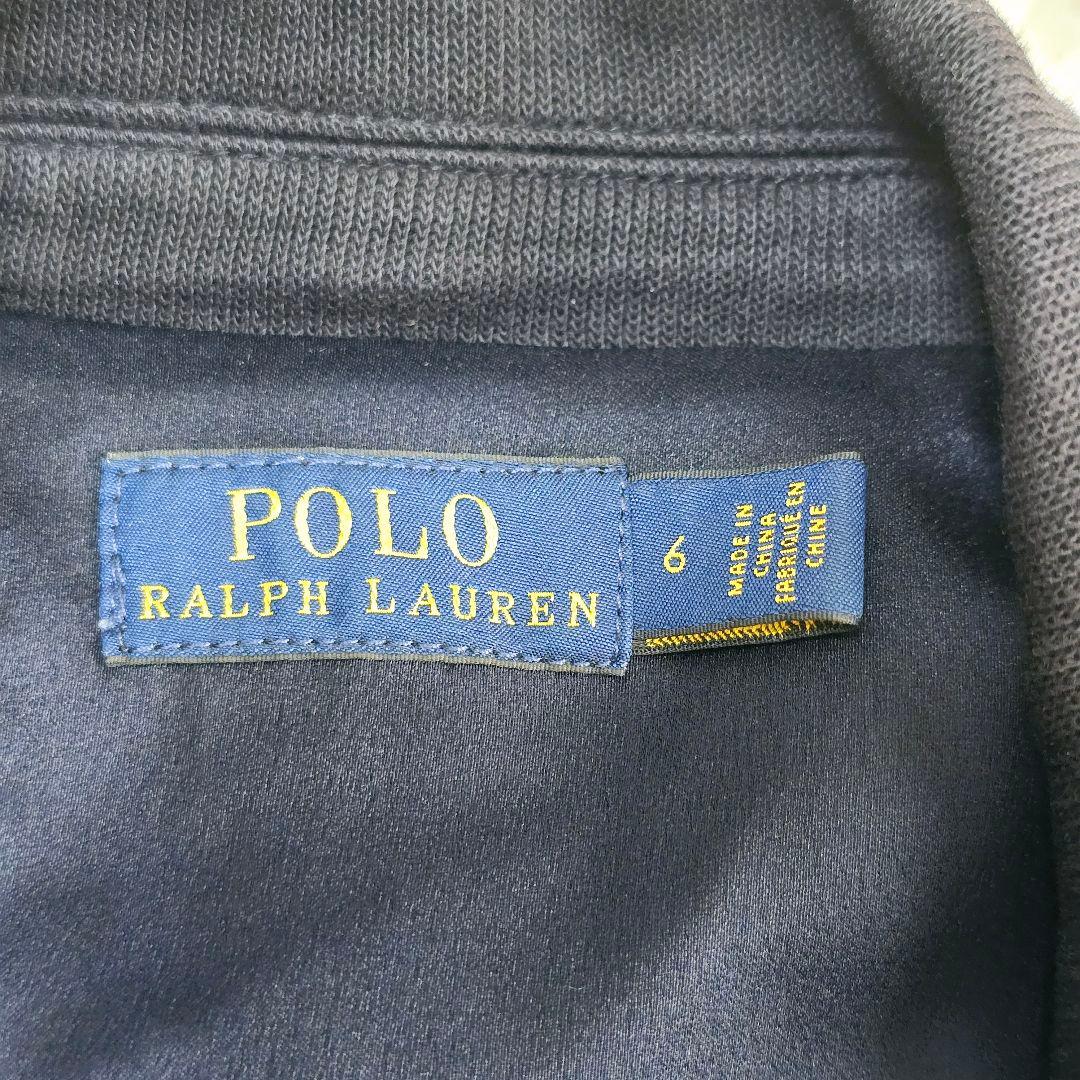 POLO
RALPH LAUREN
6
MADE IN
CHINA
FABRIQUÉ EN
CHINE